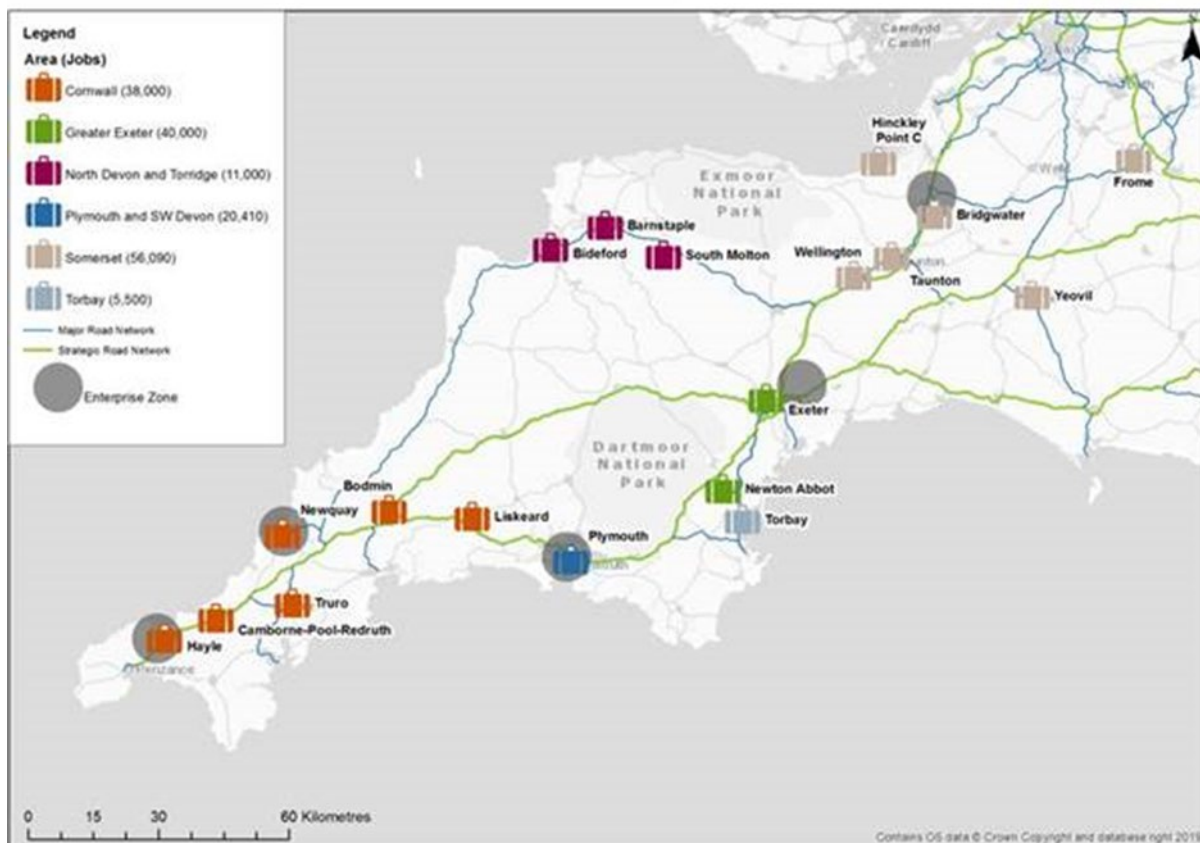 Legend
Area (Jobs)
Cornwall (38,000)
Greater Exeter (40,000)
North Devon and Torridge (11,000)
Plymouth and SW Devon (20,410)
Somerset (56,090)
Torbay (5,500)
Major Road Network
Strategic Road Network
Enterprise Zone
Caerdydd
/ Cardiff
Hinckley
Point C
Frome
Exmoor
National
Park
Bridgwater
Barnstaple
Bideford
South Molton
Wellington
Taunton
Yeovil
Exeter
Dartmoor
National
Park
Newton Abbot
Torbay
Bodmin
Newquay
Liskeard
Plymouth
Truro
Camborne-Pool-Redruth
Hayle
Penzance
0 15 30 60 Kilometres
Contains OS data © Crown Copyright and database right 2019